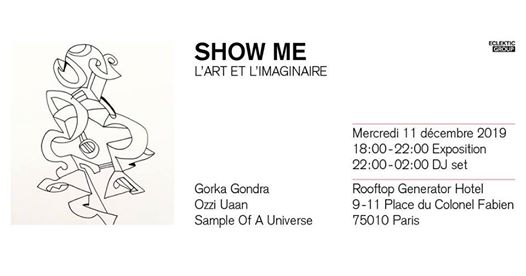 SHOW ME
L'ART ET L'IMAGINAIRE
ECLEKTIC
GROUP
Mercredi 11 décembre 2019
18:00-22:00 Exposition
22:00-02:00 DJ set
Gorka Gondra
Ozzi Uaan
Sample Of A Universe
Rooftop Generator Hotel
9-11 Place du Colonel Fabien
75010 Paris